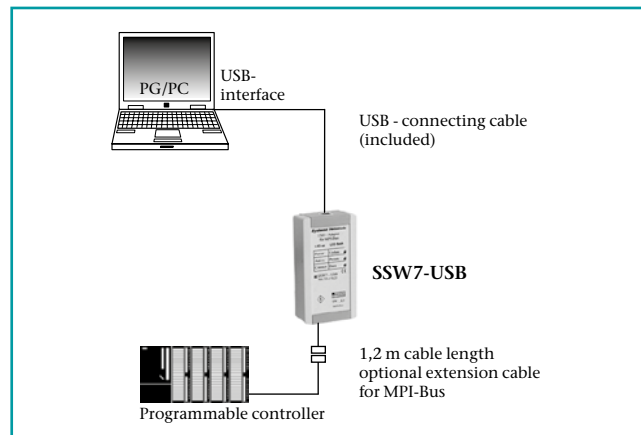 PG/PC
USB-
interface
USB - connecting cable
(included)
SSW7-USB
1,2 m cable length
optional extension cable
for MPI-Bus
Programmable controller